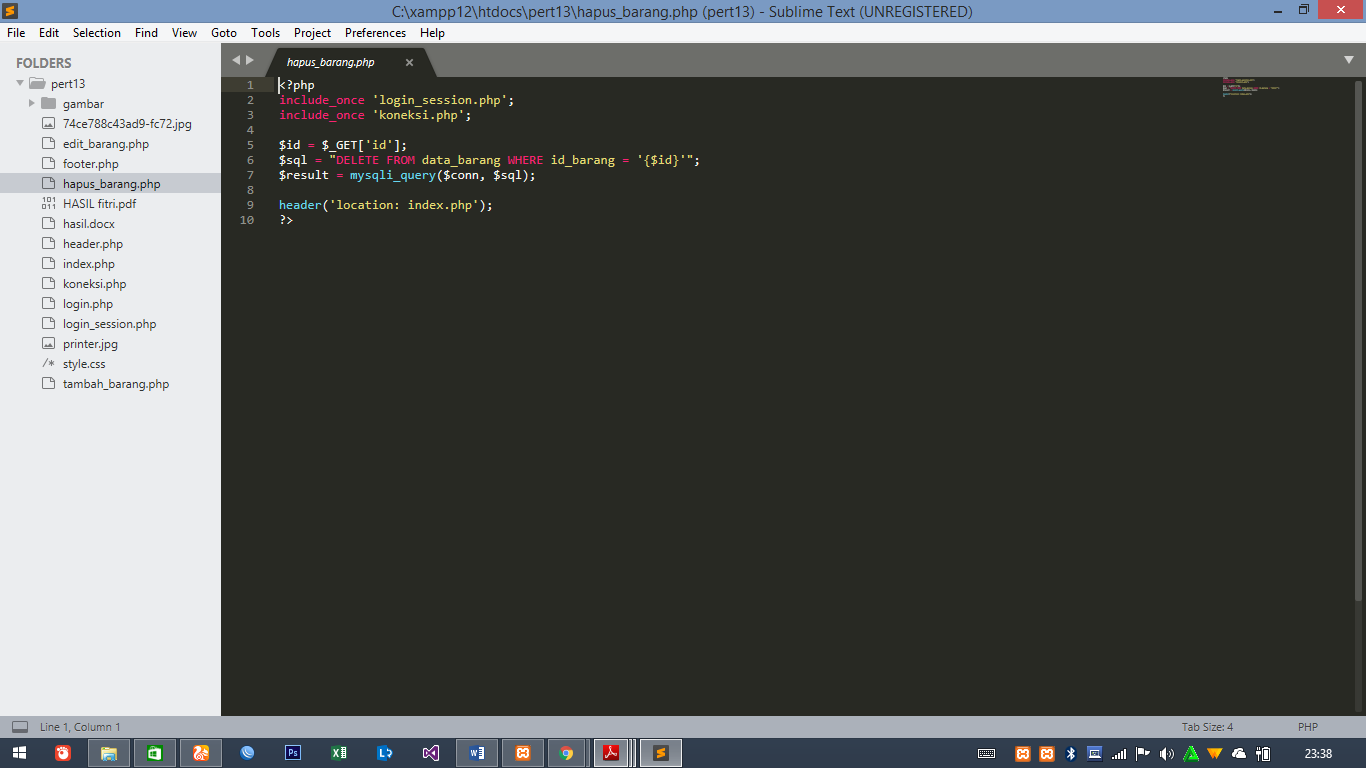 C:\xampp12\htdocs\pert13\hapus_barang.php (pert13) - Sublime Text (UNREGISTERED)
File Edit Selection Find View Goto Tools Project Preferences Help
FOLDERS
pert13
gambar
74ce788c43ad9-fc72.jpg
edit_barang.php
footer.php
hapus_barang.php
HASIL fitri.pdf
hasil.docx
header.php
index.php
koneksi.php
login.php
login_session.php
printer.jpg
/* style.css
tambah_barang.php
hapus_barang.php
1 <?php
2 include_once 'login_session.php';
3 include_once 'koneksi.php';
4
5 $id = $_GET['id'];
6 $sql = "DELETE FROM data_barang WHERE id_barang = '{$id}'";
7 $result = mysqli_query($conn, $sql);
8
9 header('location: index.php');
10 ?>
Line 1, Column 1
Tab Size: 4
PHP
23:38